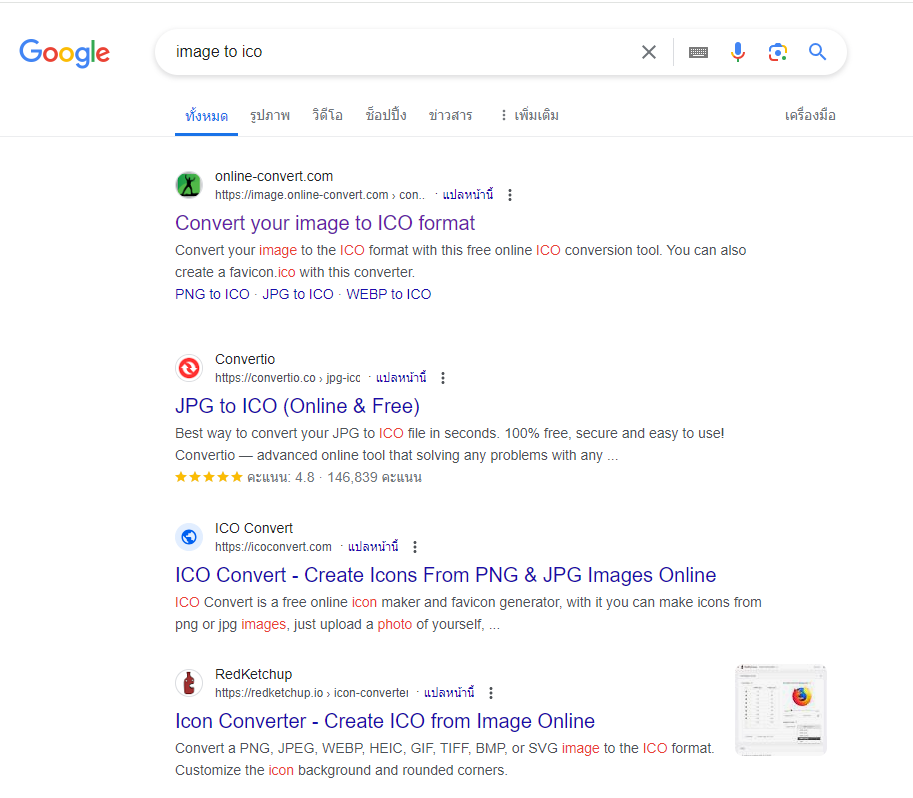 Google
image to ico
ทั้งหมด รูปภาพ วิดีโอ ช็อปปิ้ง ข่าวสาร เพิ่มเติม เครื่องมือ
online-convert.com
https://image.online-convert.com › con.. · แปลหน้านี้
Convert your image to ICO format
Convert your image to the ICO format with this free online ICO conversion tool. You can also
create a favicon.ico with this converter.
PNG to ICO · JPG to ICO · WEBP to ICO
Convertio
https://convertio.co › jpg-icc · แปลหน้านี้
JPG to ICO (Online & Free)
Best way to convert your JPG to ICO file in seconds. 100% free, secure and easy to use!
Convertio — advanced online tool that solving any problems with any ...
คะแนน: 4.8 · 146,839 คะแนน
ICO Convert
https://icoconvert.com · แปลหน้านี้
ICO Convert - Create Icons From PNG & JPG Images Online
ICO Convert is a free online icon maker and favicon generator, with it you can make icons from
png or jpg images, just upload a photo of yourself, ...
RedKetchup
https://redketchup.io › icon-converter · แปลหน้านี้
Icon Converter - Create ICO from Image Online
Convert a PNG, JPEG, WEBP, HEIC, GIF, TIFF, BMP, or SVG image to the ICO format.
Customize the icon background and rounded corners.